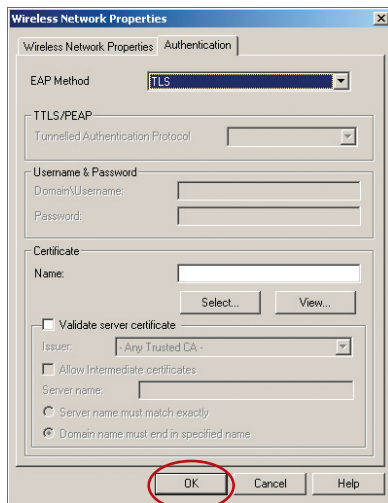 Wireless Network Properties
Wireless Network Properties Authentication
EAP Method TLS
TTLS/PEAP
Tunnelled Authentication Protocol
Username & Password
Domain\Username:
Password:
Certificate
Name:
Select... View...
Validate server certificate
Issuer: - Any Trusted CA -
Allow Intermediate certificates
Server name:
Server name must match exactly
Domain name must end in specified name
OK Cancel Help